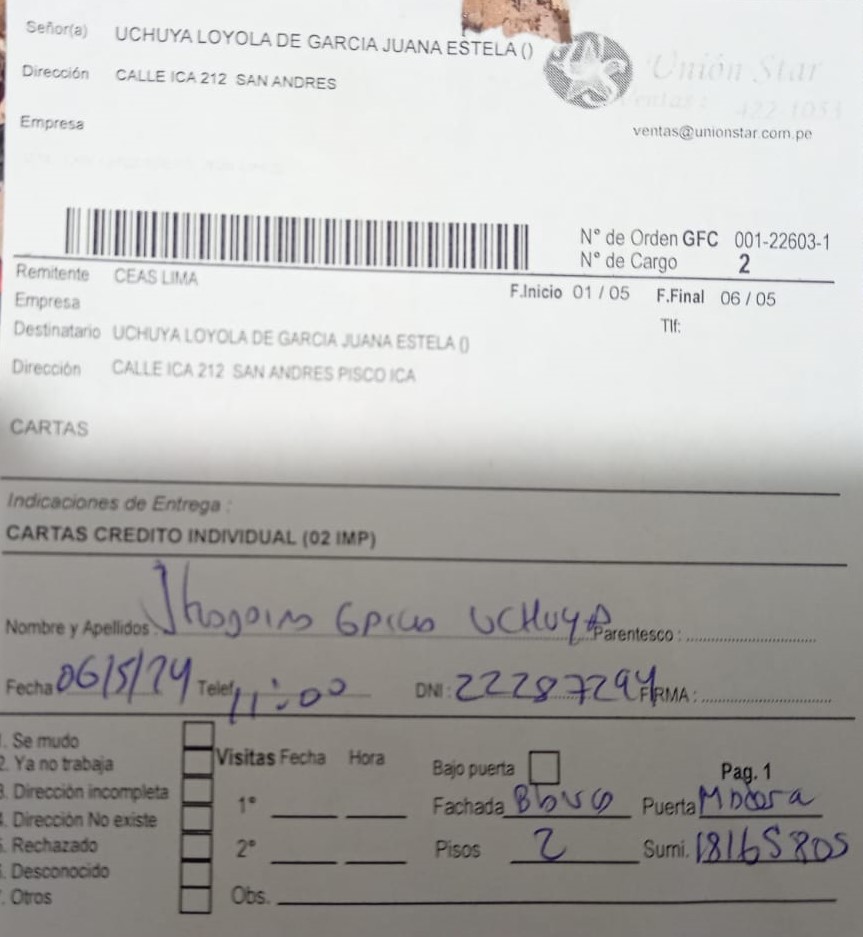 Señor(a) UCHUYA LOYOLA DE GARCIA JUANA ESTELA ()
Unión Star
Dirección CALLE ICA 212 SAN ANDRES
Ventas: 422 1053
Empresa
ventas@unionstar.com.pe
N° de Orden GFC 001-22603-1
N° de Cargo 2
Remitente CEAS LIMA
F.Inicio 01 / 05 F.Final 06 / 05
Empresa
Tlf:
Destinatario UCHUYA LOYOLA DE GARCIA JUANA ESTELA ()
Dirección CALLE ICA 212 SAN ANDRES PISCO ICA
CARTAS
Indicaciones de Entrega :
CARTAS CREDITO INDIVIDUAL (02 IMP)
Nombre y Apellidos: UCHUYA Parentesco :
Fecha 06/5/24 Telef. 11:00 DNI: 22287294 FIRMA :
. Se mudo
2. Ya no trabaja Visitas Fecha Hora Bajo puerta Pag. 1
3. Dirección incompleta 1° Fachada Puerta
. Dirección No existe
. Rechazado 2° Pisos 2 Sumi. 18165805
. Desconocido
. Otros Obs.